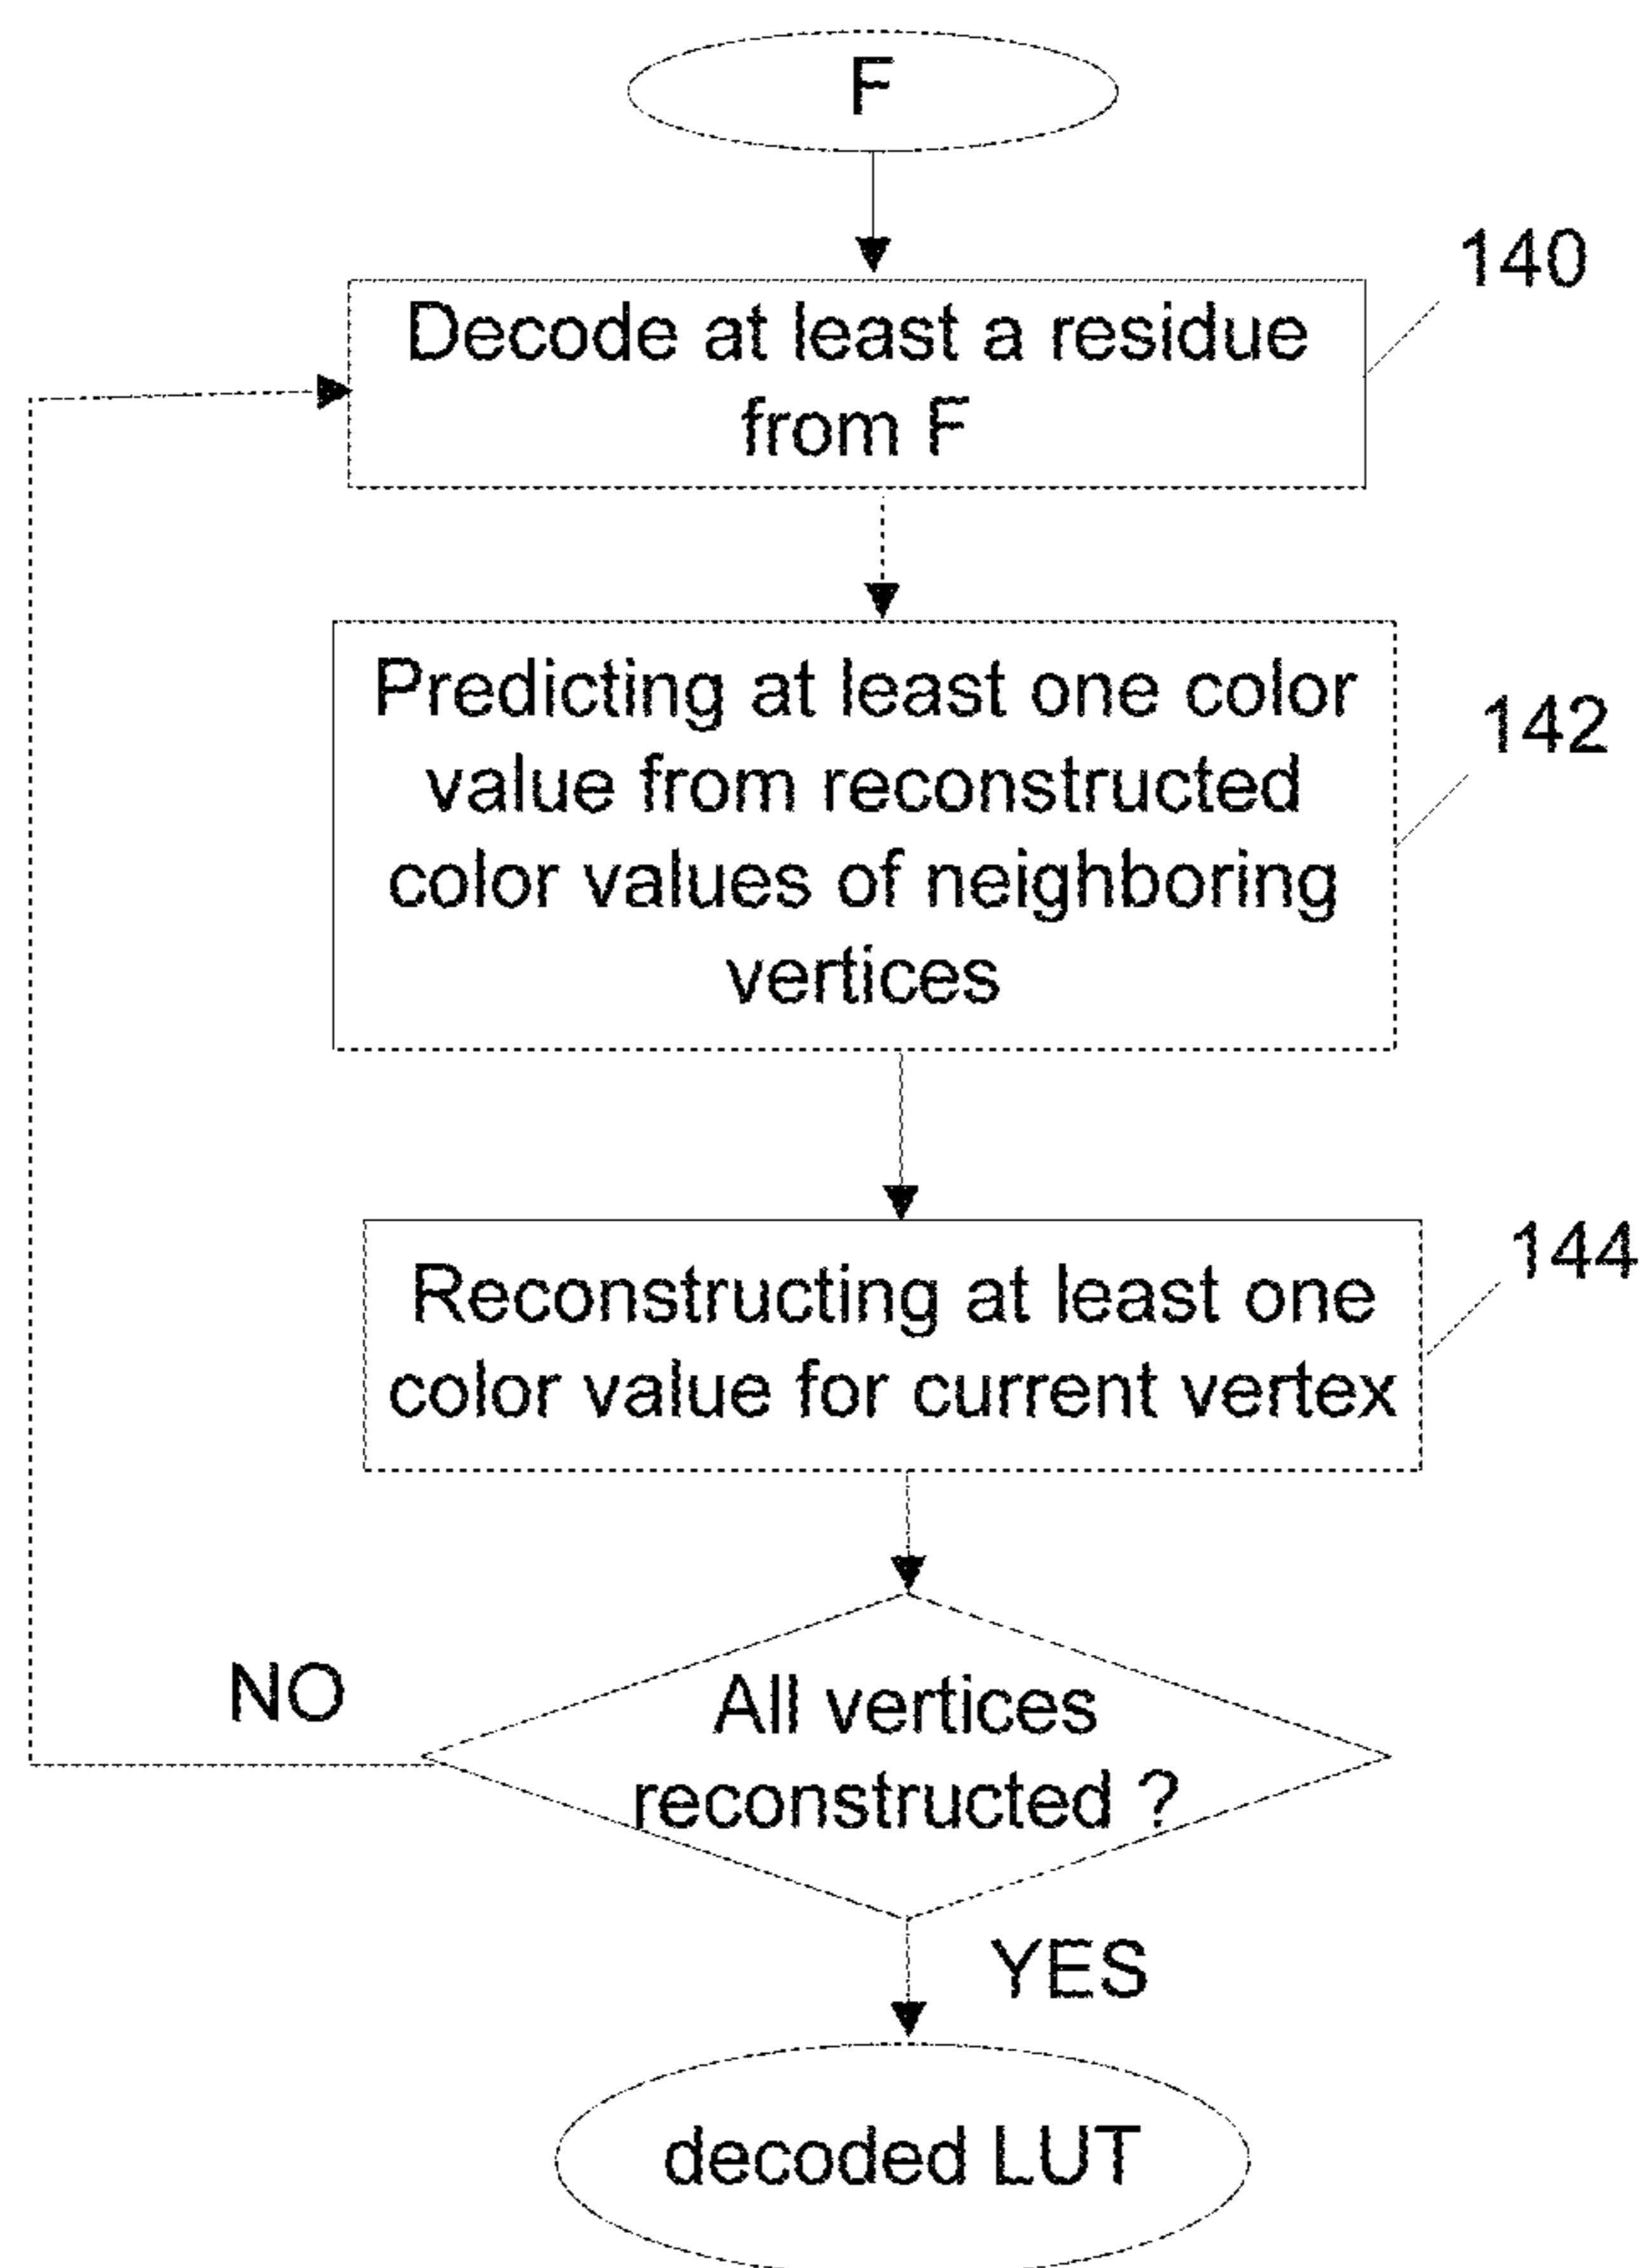 F
140
Decode at least a residue
from F
142
Predicting at least one color
value from reconstructed
color values of neighboring
vertices
144
Reconstructing at least one
color value for current vertex
NO
All vertices
reconstructed ?
YES
decoded LUT